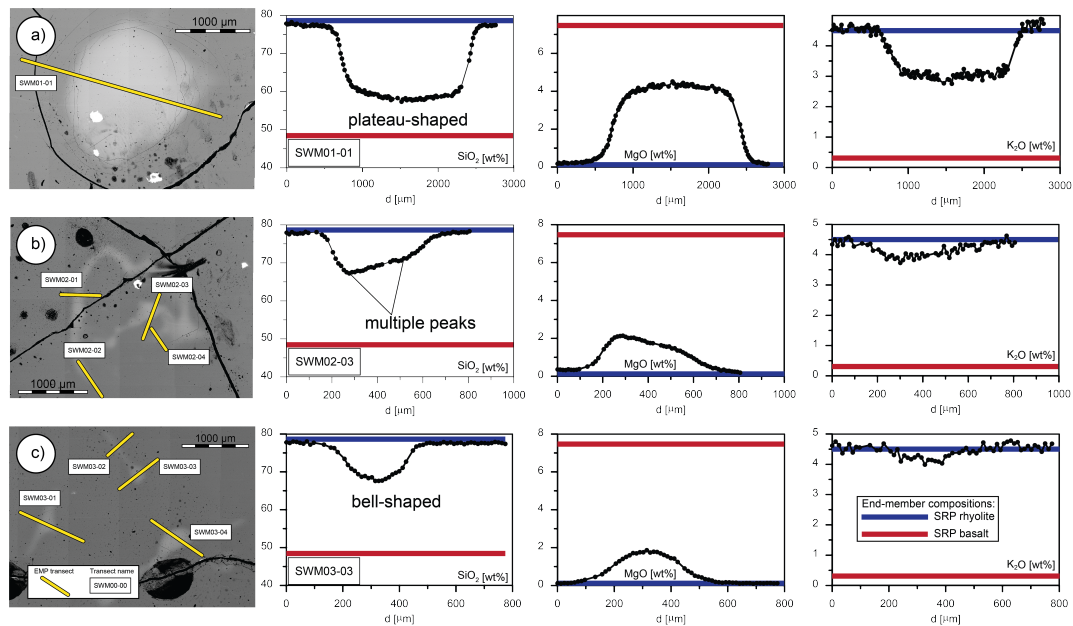 a)
1000 µm
SWM01-01
80
70
60
50
40
plateau-shaped
SWM01-01
SiO2 [wt%]
0 1000 2000 3000
d [µm]
8
6
4
2
0
MgO [wt%]
0 1000 2000 3000
d [µm]
5
4
3
2
1
0
K2O [wt%]
0 1000 2000 3000
d [µm]
b)
SWM02-01
SWM02-03
SWM02-02
SWM02-04
1000 µm
80
70
60
50
40
multiple peaks
SWM02-03
SiO2 [wt%]
0 200 400 600 800 1000
d [µm]
8
6
4
2
0
MgO [wt%]
0 200 400 600 800 1000
d [µm]
5
4
3
2
1
0
K2O [wt%]
0 200 400 600 800 1000
d [µm]
c)
1000 µm
SWM03-02
SWM03-03
SWM03-01
SWM03-04
EMP transect
Transect name
SWM00-00
80
70
60
50
40
bell-shaped
SWM03-03
SiO2 [wt%]
0 200 400 600 800
d [µm]
8
6
4
2
0
MgO [wt%]
0 200 400 600 800
d [µm]
5
4
3
2
1
0
End-member compositions:
SRP rhyolite
SRP basalt
K2O [wt%]
0 200 400 600 800
d [µm]